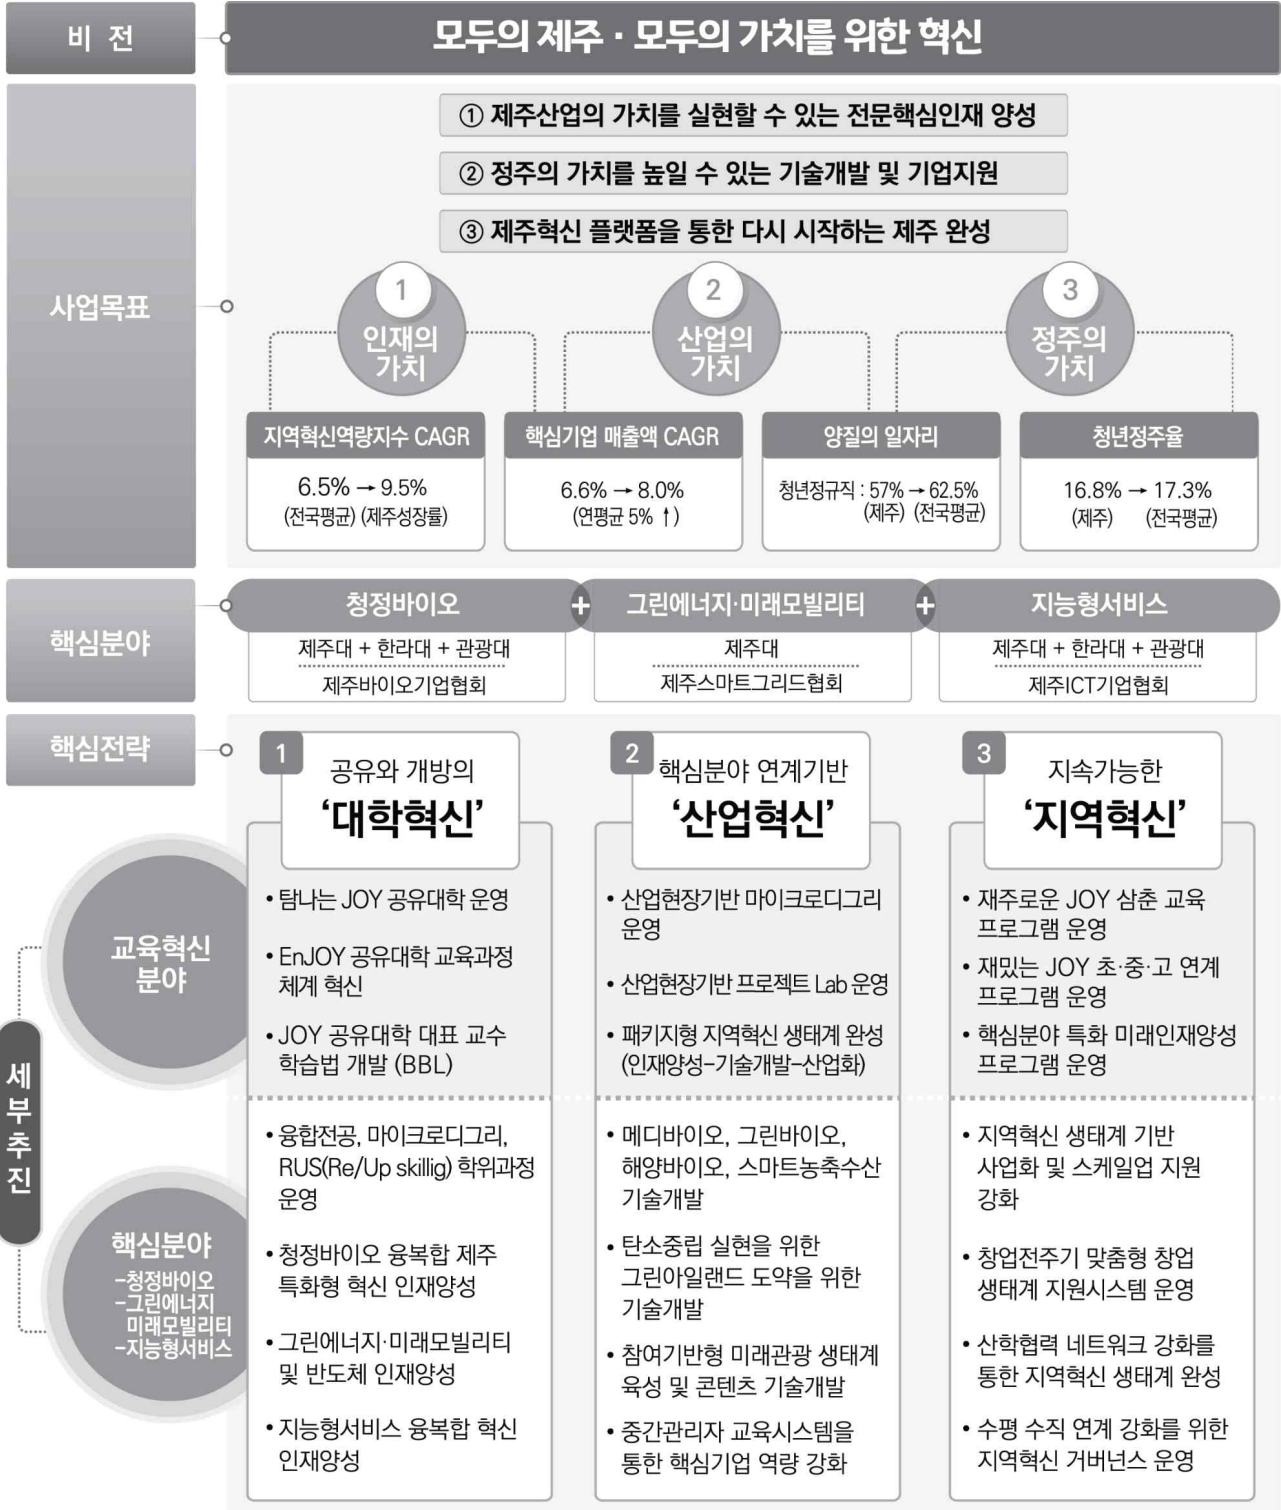 비 전
모두의 제주 · 모두의 가치를 위한 혁신
사업목표
① 제주산업의 가치를 실현할 수 있는 전문핵심인재 양성
② 정주의 가치를 높일 수 있는 기술개발 및 기업지원
③ 제주혁신 플랫폼을 통한 다시 시작하는 제주 완성
1
인재의
가치
2
산업의
가치
3
정주의
가치
지역혁신역량지수 CAGR
6.5% → 9.5%
(전국평균) (제주성장률)
핵심기업 매출액 CAGR
6.6% → 8.0%
(연평균 5% ↑)
양질의 일자리
청년정규직 : 57% → 62.5%
(제주) (전국평균)
청년정주율
16.8% → 17.3%
(제주) (전국평균)
핵심분야
청정바이오 + 그린에너지·미래모빌리티 + 지능형서비스
제주대 + 한라대 + 관광대
제주바이오기업협회
제주대
제주스마트그리드협회
제주대 + 한라대 + 관광대
제주ICT기업협회
핵심전략
1
공유와 개방의
‘대학혁신’
2
핵심분야 연계기반
‘산업혁신’
3
지속가능한
‘지역혁신’
세부추진
교육혁신
분야
• 탐나는 JOY 공유대학 운영
• EnJOY 공유대학 교육과정
체계 혁신
• JOY 공유대학 대표 교수
학습법 개발 (BBL)
• 산업현장기반 마이크로디그리
운영
• 산업현장기반 프로젝트 Lab 운영
• 패키지형 지역혁신 생태계 완성
(인재양성-기술개발-산업화)
• 재주로운 JOY 삼춘 교육
프로그램 운영
• 재밌는 JOY 초·중·고 연계
프로그램 운영
• 핵심분야 특화 미래인재양성
프로그램 운영
핵심분야
-청정바이오
-그린에너지
미래모빌리티
-지능형서비스
• 융합전공, 마이크로디그리,
RUS(Re/Up skillig) 학위과정
운영
• 청정바이오 융복합 제주
특화형 혁신 인재양성
• 그린에너지·미래모빌리티
및 반도체 인재양성
• 지능형서비스 융복합 혁신
인재양성
• 메디바이오, 그린바이오,
해양바이오, 스마트농축수산
기술개발
• 탄소중립 실현을 위한
그린아일랜드 도약을 위한
기술개발
• 참여기반형 미래관광 생태계
육성 및 콘텐츠 기술개발
• 중간관리자 교육시스템을
통한 핵심기업 역량 강화
• 지역혁신 생태계 기반
사업화 및 스케일업 지원
강화
• 창업전주기 맞춤형 창업
생태계 지원시스템 운영
• 산학협력 네트워크 강화를
통한 지역혁신 생태계 완성
• 수평 수직 연계 강화를 위한
지역혁신 거버넌스 운영